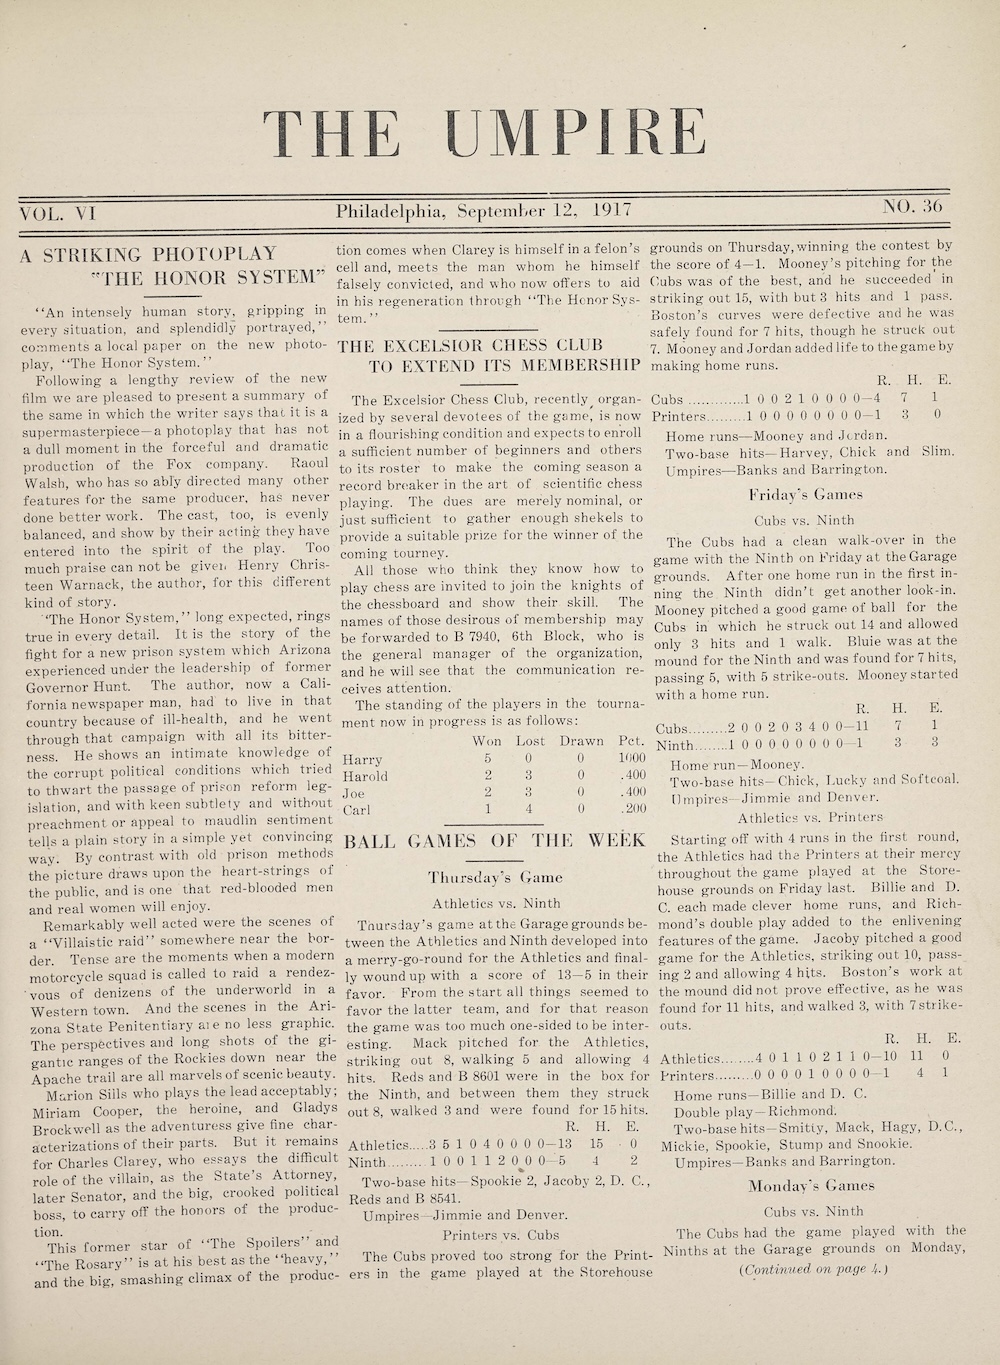 THE UMPIRE
VOL. VI
Philadelphia, September 12, 1917
NO. 36
A STRIKING PHOTOPLAY
"THE HONOR SYSTEM"
"An intensely human story, gripping in
every situation, and splendidly portrayed,"
comments a local paper on the new photo-
play, "The Honor System."
Following a lengthy review of the new
film we are pleased to present a summary of
the same in which the writer says that it is a
supermasterpiece—a photoplay that has not
a dull moment in the forceful and dramatic
production of the Fox company. Raoul
Walsh, who has so ably directed many other
features for the same producer, has never
done better work. The cast, too, is evenly
balanced, and show by their acting they have
entered into the spirit of the play. Too
much praise can not be given Henry Chris-
teen Warnack, the author, for this different
kind of story.
"The Honor System," long expected, rings
true in every detail. It is the story of the
fight for a new prison system which Arizona
experienced under the leadership of former
Governor Hunt. The author, now a Cali-
fornia newspaper man, had to live in that
country because of ill-health, and he went
through that campaign with all its bitter-
ness. He shows an intimate knowledge of
the corrupt political conditions which tried
to thwart the passage of prison reform leg-
islation, and with keen subtlety and without
preachment or appeal to maudlin sentiment
tells a plain story in a simple yet convincing
way. By contrast with old prison methods
the picture draws upon the heart-strings of
the public, and is one that red-blooded men
and real women will enjoy.
Remarkably well acted were the scenes of
a "Villaistic raid" somewhere near the bor-
der. Tense are the moments when a modern
motorcycle squad is called to raid a rendez-
vous of denizens of the underworld in a
Western town. And the scenes in the Ari-
zona State Penitentiary are no less graphic.
The perspectives and long shots of the gi-
gantic ranges of the Rockies down near the
Apache trail are all marvels of scenic beauty.
Marion Sills who plays the lead acceptably;
Miriam Cooper, the heroine, and Gladys
Brockwell as the adventuress give fine char-
acterizations of their parts. But it remains
for Charles Clarey, who essays the difficult
role of the villain, as the State's Attorney,
later Senator, and the big, crooked political
boss, to carry off the honors of the produc-
tion.
This former star of "The Spoilers" and
"The Rosary" is at his best as the "heavy,"
and the big, smashing climax of the produc-
tion comes when Clarey is himself in a felon's
cell and, meets the man whom he himself
falsely convicted, and who now offers to aid
in his regeneration through "The Honor Sys-
tem."
THE EXCELSIOR CHESS CLUB
TO EXTEND ITS MEMBERSHIP
The Excelsior Chess Club, recently organ-
ized by several devotees of the game, is now
in a flourishing condition and expects to enroll
a sufficient number of beginners and others
to its roster to make the coming season a
record breaker in the art of scientific chess
playing. The dues are merely nominal, or
just sufficient to gather enough shekels to
provide a suitable prize for the winner of the
coming tourney.
All those who think they know how to
play chess are invited to join the knights of
the chessboard and show their skill. The
names of those desirous of membership may
be forwarded to B 7940, 6th Block, who is
the general manager of the organization,
and he will see that the communication re-
ceives attention.
The standing of the players in the tourna-
ment now in progress is as follows:
Won Lost Drawn Pct.
Harry 5 0 0 1000
Harold 2 3 0 .400
Joe 2 3 0 .400
Carl 1 4 0 .200
BALL GAMES OF THE WEEK
Thursday's Game
Athletics vs. Ninth
Thursday's game at the Garage grounds be-
tween the Athletics and Ninth developed into
a merry-go-round for the Athletics and final-
ly wound up with a score of 13—5 in their
favor. From the start all things seemed to
favor the latter team, and for that reason
the game was too much one-sided to be inter-
esting. Mack pitched for the Athletics,
striking out 8, walking 5 and allowing 4
hits. Reds and B 8601 were in the box for
the Ninth, and between them they struck
out 8, walked 3 and were found for 15 hits.
R. H. E.
Athletics.....3 5 1 0 4 0 0 0 0—13 15 0
Ninth.........1 0 0 1 1 2 0 0 0—5 4 2
Two-base hits—Spookie 2, Jacoby 2, D. C.,
Reds and B 8541.
Umpires—Jimmie and Denver.
Printers vs. Cubs
The Cubs proved too strong for the Print-
ers in the game played at the Storehouse
grounds on Thursday, winning the contest by
the score of 4—1. Mooney's pitching for the
Cubs was of the best, and he succeeded in
striking out 15, with but 3 hits and 1 pass.
Boston's curves were defective and he was
safely found for 7 hits, though he struck out
7. Mooney and Jordan added life to the game by
making home runs.
R. H. E.
Cubs .............1 0 0 2 1 0 0 0 0—4 7 1
Printers.........1 0 0 0 0 0 0 0 0—1 3 0
Home runs—Mooney and Jordan.
Two-base hits—Harvey, Chick and Slim.
Umpires—Banks and Barrington.
Friday's Games
Cubs vs. Ninth
The Cubs had a clean walk-over in the
game with the Ninth on Friday at the Garage
grounds. After one home run in the first in-
ning the Ninth didn't get another look-in.
Mooney pitched a good game of ball for the
Cubs in which he struck out 14 and allowed
only 3 hits and 1 walk. Bluie was at the
mound for the Ninth and was found for 7 hits,
passing 5, with 5 strike-outs. Mooney started
with a home run.
R. H. E.
Cubs.........2 0 0 2 0 3 4 0 0—11 7 1
Ninth........1 0 0 0 0 0 0 0 0—1 3 3
Home run—Mooney.
Two-base hits—Chick, Lucky and Softcoal.
Umpires—Jimmie and Denver.
Athletics vs. Printers
Starting off with 4 runs in the first round,
the Athletics had the Printers at their mercy
throughout the game played at the Store-
house grounds on Friday last. Billie and D.
C. each made clever home runs, and Rich-
mond's double play added to the enlivening
features of the game. Jacoby pitched a good
game for the Athletics, striking out 10, pass-
ing 2 and allowing 4 hits. Boston's work at
the mound did not prove effective, as he was
found for 11 hits, and walked 3, with 7 strike-
outs.
R. H. E.
Athletics........4 0 1 1 0 2 1 1 0—10 11 0
Printers.........0 0 0 0 1 0 0 0 0—1 4 1
Home runs—Billie and D. C.
Double play—Richmond.
Two-base hits—Smitty, Mack, Hagy, D.C.,
Mickie, Spookie, Stump and Snookie.
Umpires—Banks and Barrington.
Monday's Games
Cubs vs. Ninth
The Cubs had the game played with the
Ninths at the Garage grounds on Monday,
(Continued on page 4.)